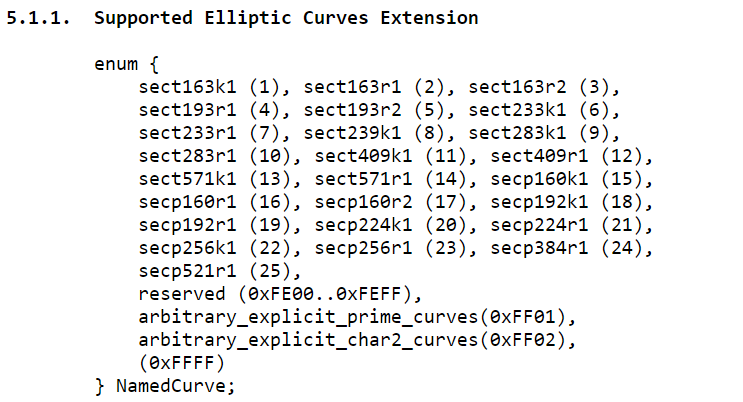 5.1.1.  Supported Elliptic Curves Extension
enum {
sect163k1 (1), sect163r1 (2), sect163r2 (3),
sect193r1 (4), sect193r2 (5), sect233k1 (6),
sect233r1 (7), sect239k1 (8), sect283k1 (9),
sect283r1 (10), sect409k1 (11), sect409r1 (12),
sect571k1 (13), sect571r1 (14), secp160k1 (15),
secp160r1 (16), secp160r2 (17), secp192k1 (18),
secp192r1 (19), secp224k1 (20), secp224r1 (21),
secp256k1 (22), secp256r1 (23), secp384r1 (24),
secp521r1 (25),
reserved (0xFE00..0xFEFF),
arbitrary_explicit_prime_curves(0xFF01),
arbitrary_explicit_char2_curves(0xFF02),
(0xFFFF)
} NamedCurve;